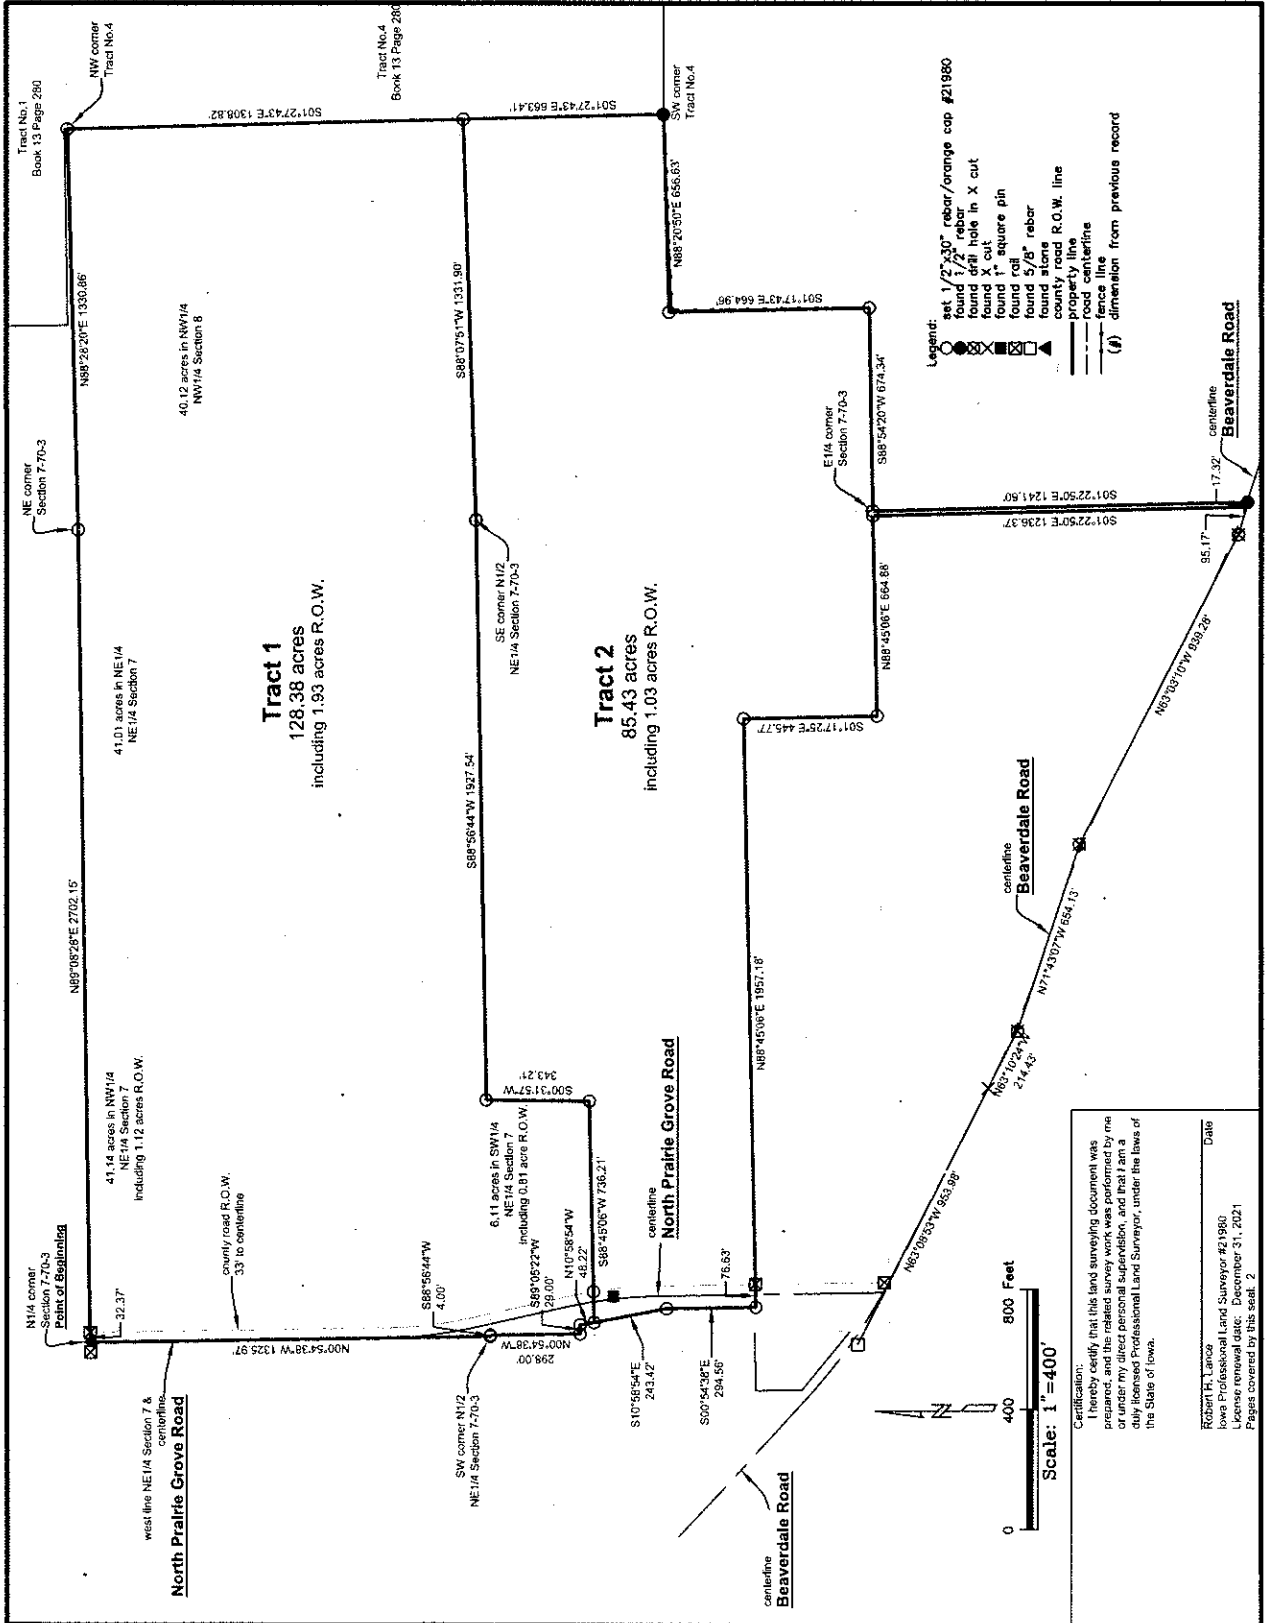 Tract No.1
Book 13 Page 280
NW corner
Tract No.4
Tract No.4
Book 13 Page 280
S01°27'43"E 1308.82'
S01°27'43"E 663.41'
SW corner
Tract No.4
N88°28'20"E 1330.86'
40.12 acres in NW1/4
NW1/4 Section 8
NE corner
Section 7-70-3
S88°07'51"W 1331.90'
N88°20'50"E 656.63'
S01°17'43"E 664.96'
S88°54'20"W 674.34'
E1/4 corner
Section 7-70-3
Legend:
set 1/2"x30" rebar/orange cap #21980
found 1/2" rebar
found drill hole in X cut
found X cut
found 1" square pin
found rail
found 5/8" rebar
found stone
county road R.O.W. line
property line
road centerline
fence line
(#) dimension from previous record
N89°08'28"E 2702.15'
41.01 acres in NE1/4
NE1/4 Section 7
Tract 1
128.38 acres
including 1.93 acres R.O.W.
SE corner N1/2
NE1/4 Section 7-70-3
S88°56'44"W 1927.54'
Tract 2
85.43 acres
including 1.03 acres R.O.W.
S01°17'25"E 445.77'
N88°45'06"E 664.88'
S01°22'50"E 1241.60'
S01°22'50"E 1236.37'
17.32'
95.17'
centerline
Beaverdale Road
N63°03'10"W 939.28'
centerline
Beaverdale Road
N71°43'07"W 654.13'
N63°10'24"W
214.43'
N63°08'53"W 953.98'
N1/4 corner
Section 7-70-3
Point of Beginning
41.14 acres in NW1/4
NE1/4 Section 7
including 1.12 acres R.O.W.
32.37'
county road R.O.W.
33' to centerline
west line NE1/4 Section 7 &
centerline
North Prairie Grove Road
N00°54'38"W 1325.97'
S00°31'57"W
343.21'
6.11 acres in SW1/4
NE1/4 Section 7
including 0.81 acre R.O.W.
S88°56'44"W
4.00'
S89°05'22"W
29.00'
N10°58'54"W
48.22'
S88°45'06"W 736.21'
N00°54'38"W
298.00'
SW corner N1/2
NE1/4 Section 7-70-3
centerline
North Prairie Grove Road
N88°45'06"E 1957.18'
76.63'
S10°58'54"E
243.42'
S00°54'38"E
294.56'
centerline
Beaverdale Road
N
0 400 800 Feet
Scale: 1"=400'
Certification:
I hereby certify that this land surveying document was
prepared, and the related survey work was performed by me
or under my direct personal supervision, and that I am a
duly licensed Professional Land Surveyor, under the laws of
the State of Iowa.
Robert H. Lance Date
Iowa Professional Land Surveyor #21980
License renewal date: December 31, 2021
Pages covered by this seal: 2